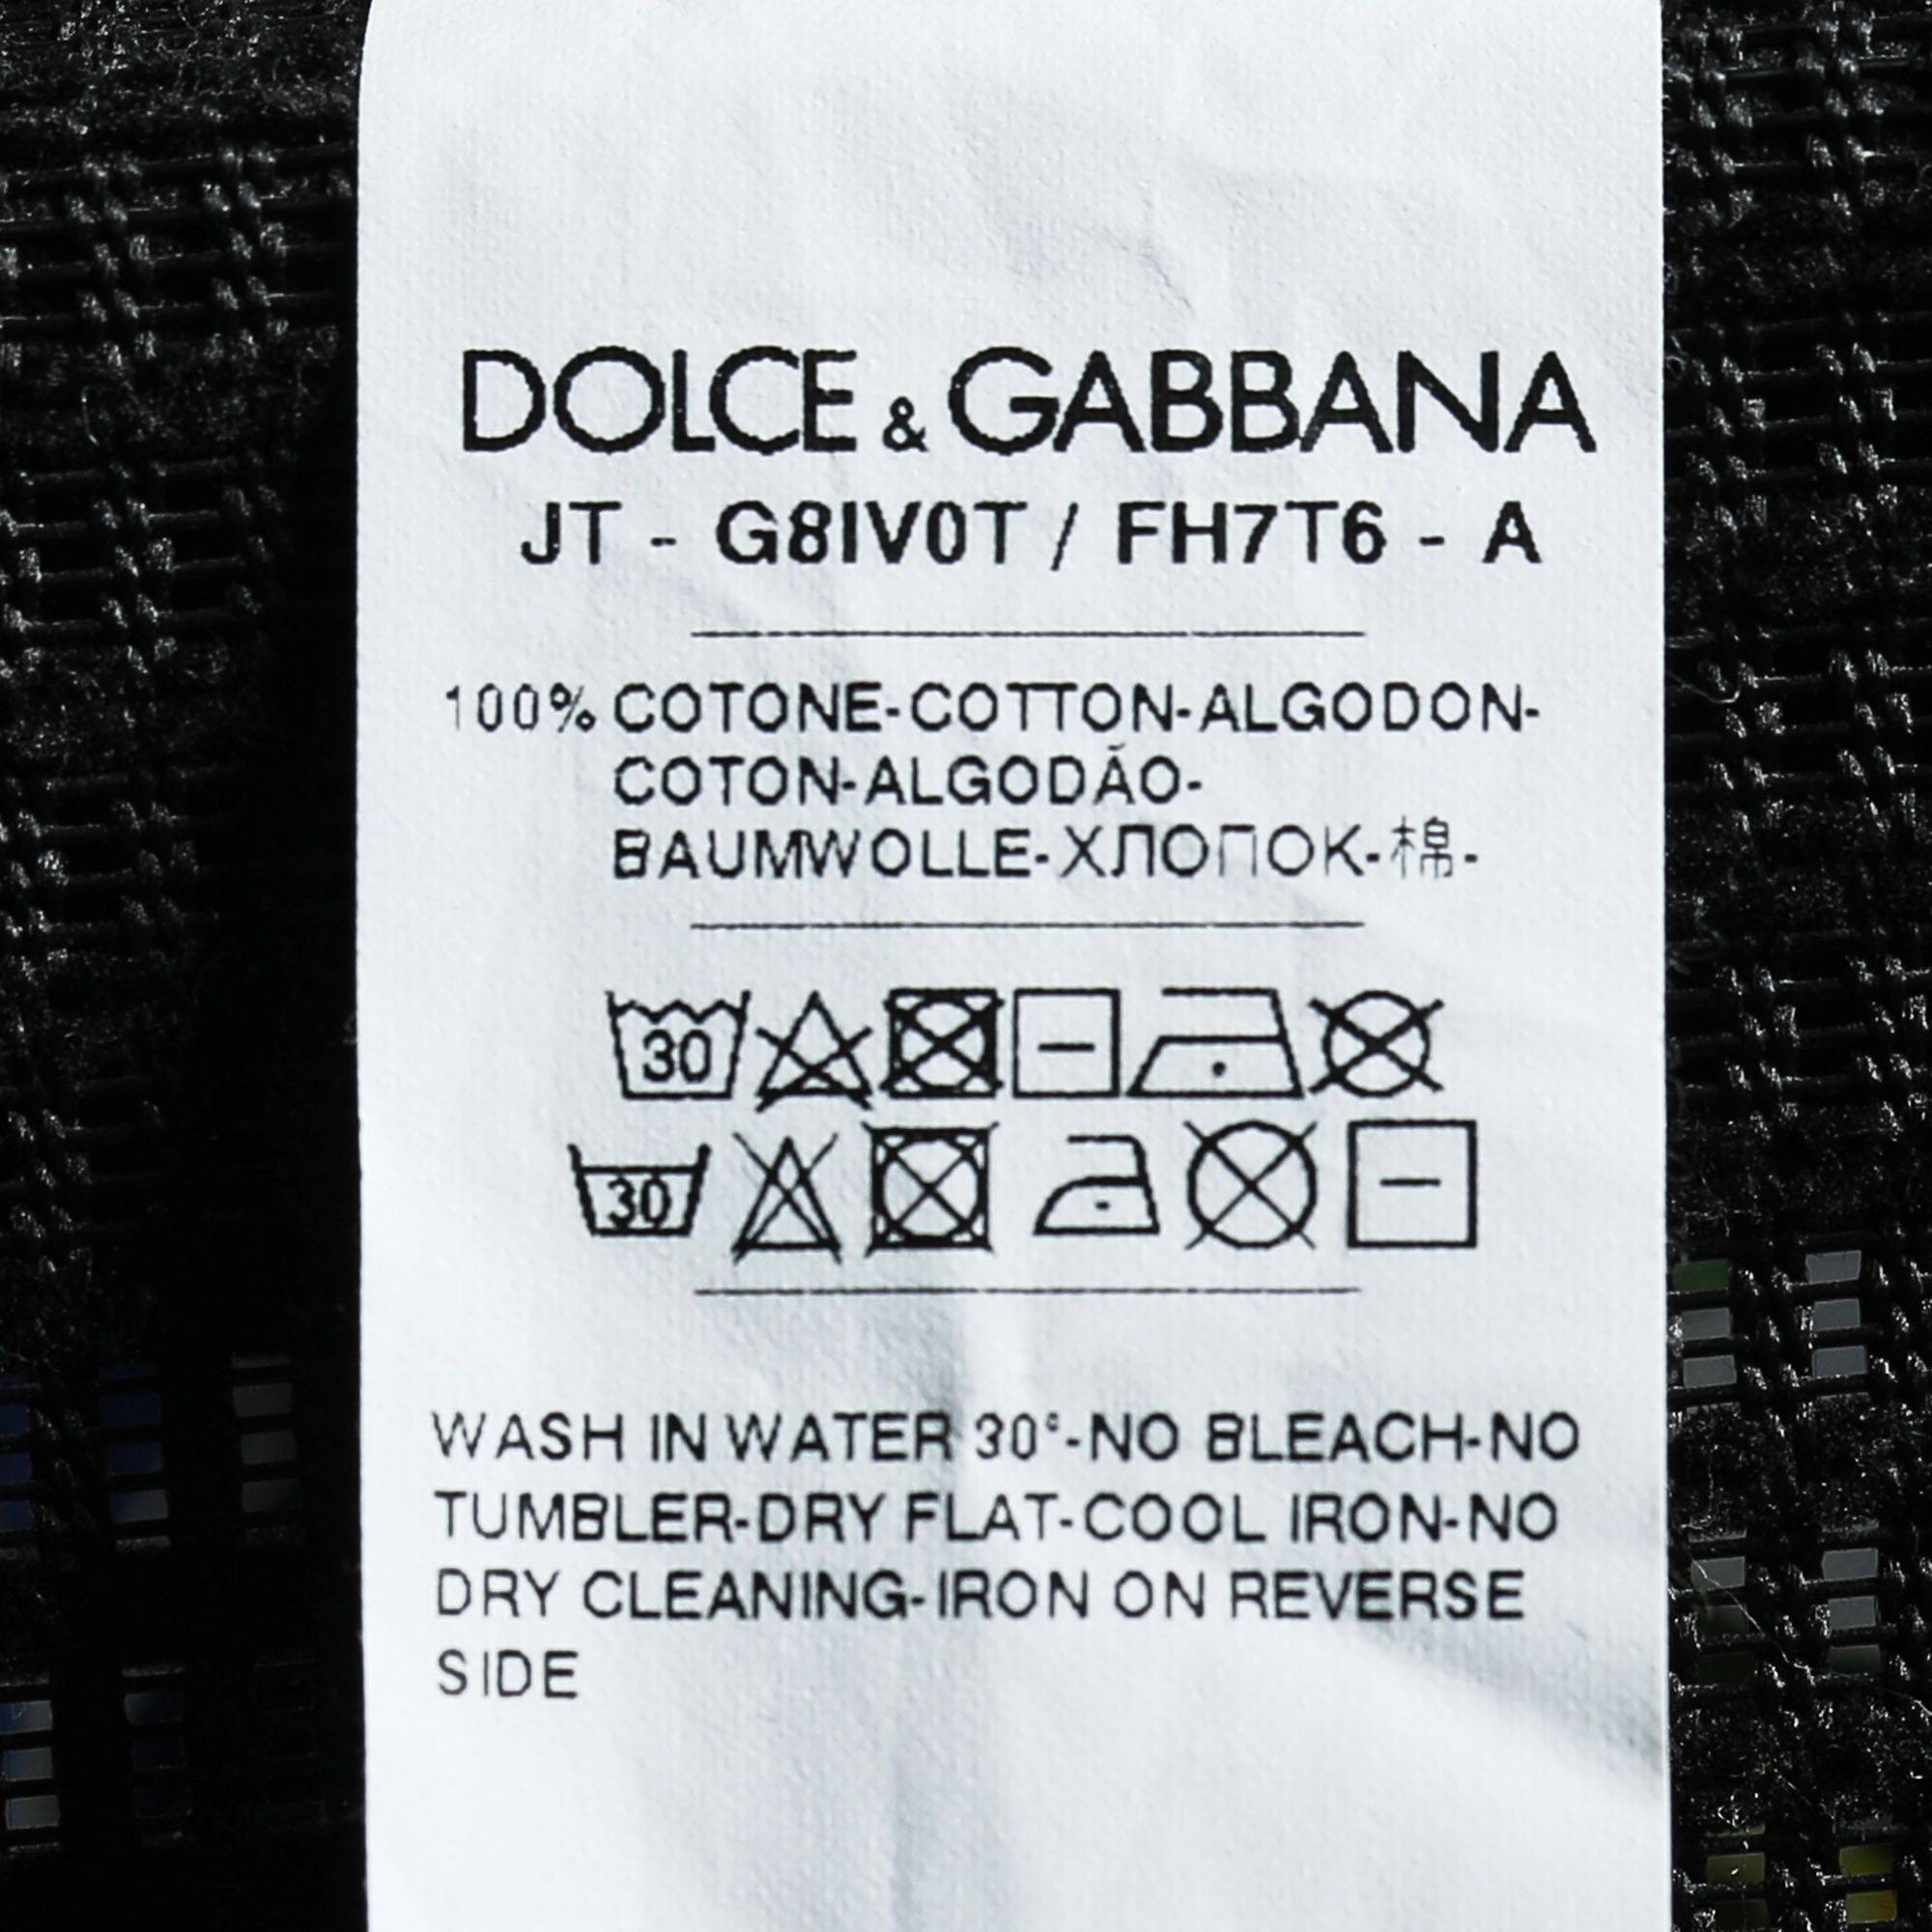 DOLCE & GABBANA
JT - G8IV0T / FH7T6 - A
100% COTONE-COTTON-ALGODON-
COTON-ALGODÃO-
BAUMWOLLE-ХЛОПОК-棉-
30
30
WASH IN WATER 30°-NO BLEACH-NO
TUMBLER-DRY FLAT-COOL IRON-NO
DRY CLEANING-IRON ON REVERSE
SIDE